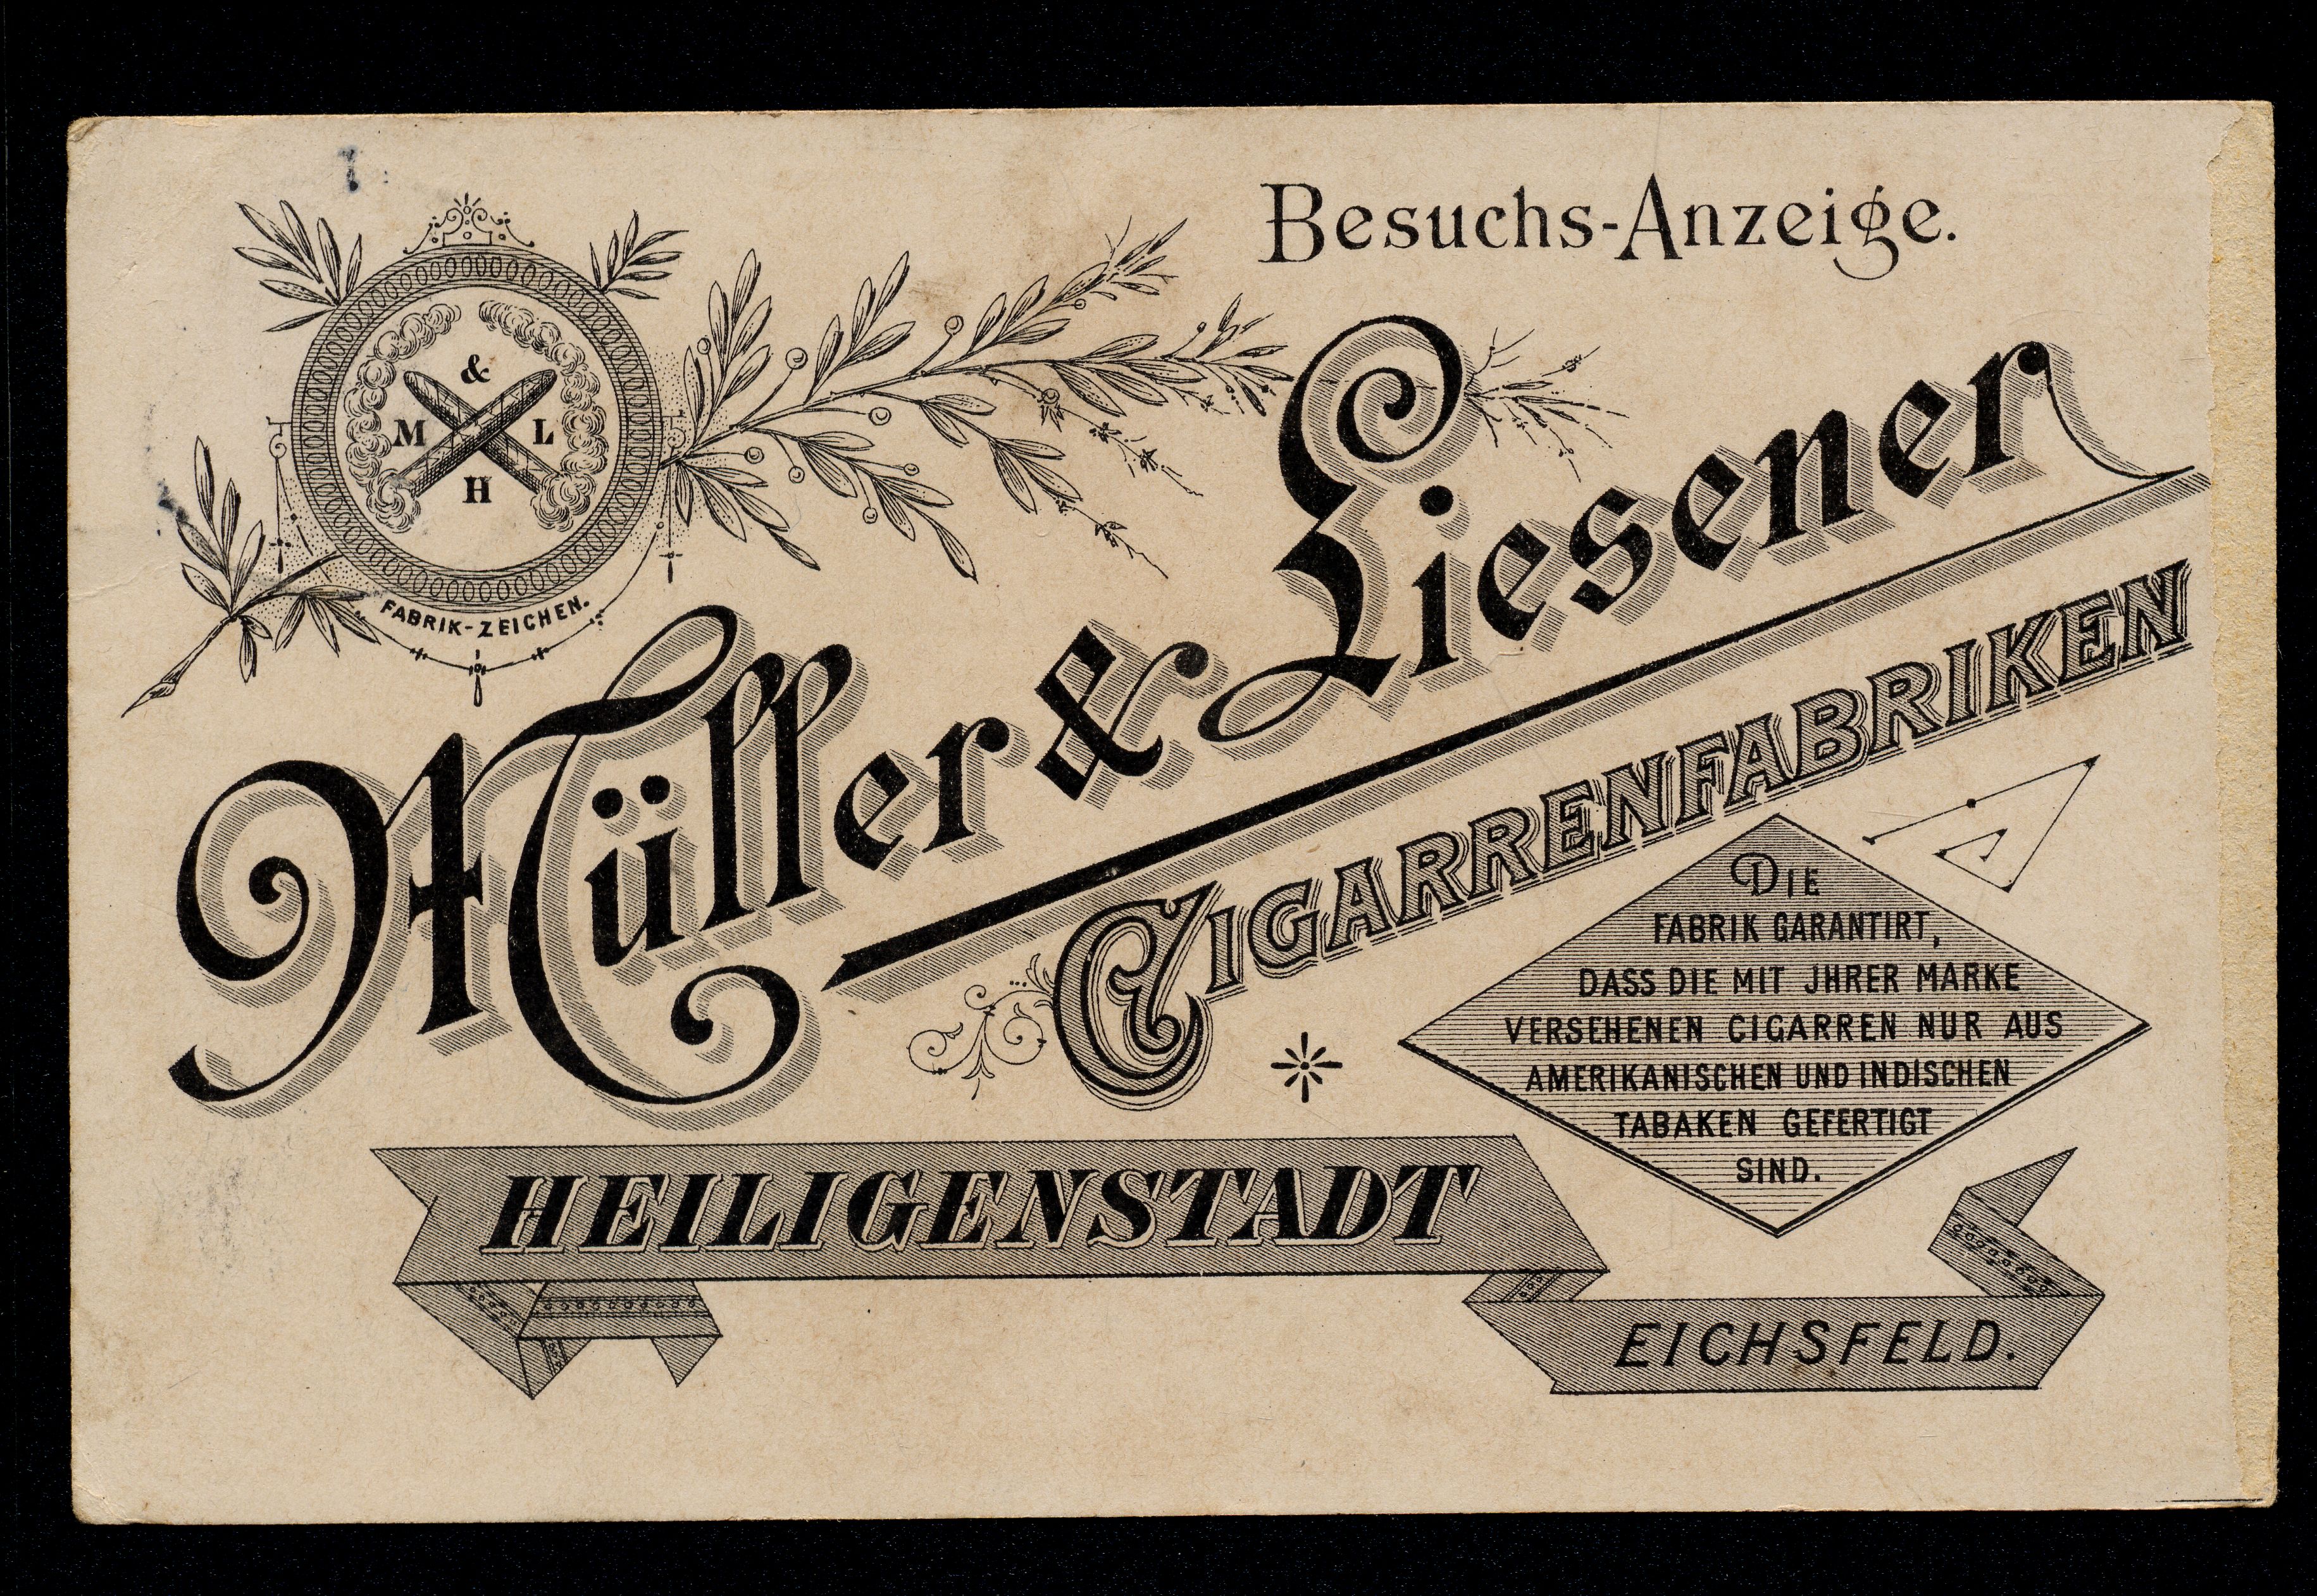 Besuchs-Anzeige.
&
M L
H
FABRIK-ZEICHEN.
Müller & Liesener
CIGARRENFABRIKEN
DIE
FABRIK GARANTIRT,
DASS DIE MIT JHRER MARKE
VERSEHENEN CIGARREN NUR AUS
AMERIKANISCHEN UND INDISCHEN
TABAKEN GEFERTIGT
SIND.
HEILIGENSTADT
EICHSFELD.